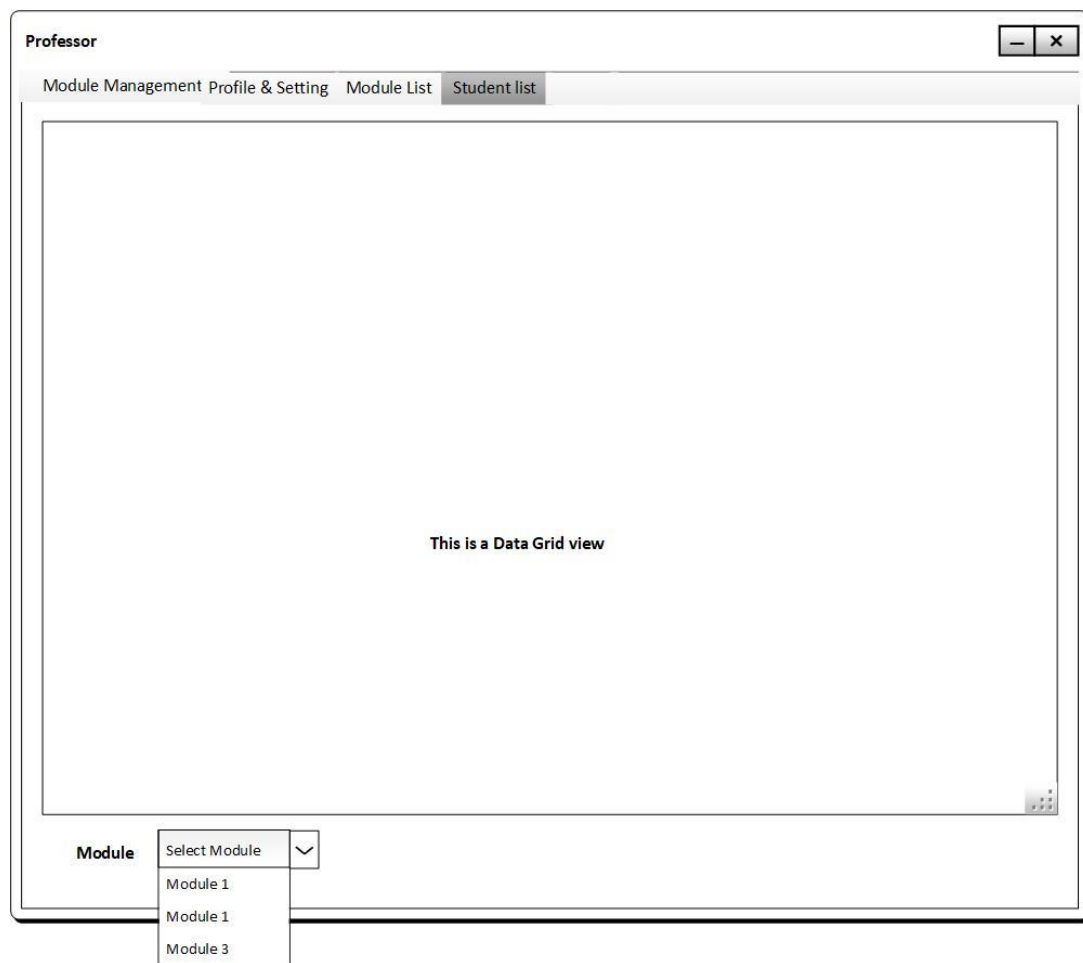 Professor
Module Management Profile & Setting Module List Student list
This is a Data Grid view
Module Select Module
Module 1
Module 1
Module 3